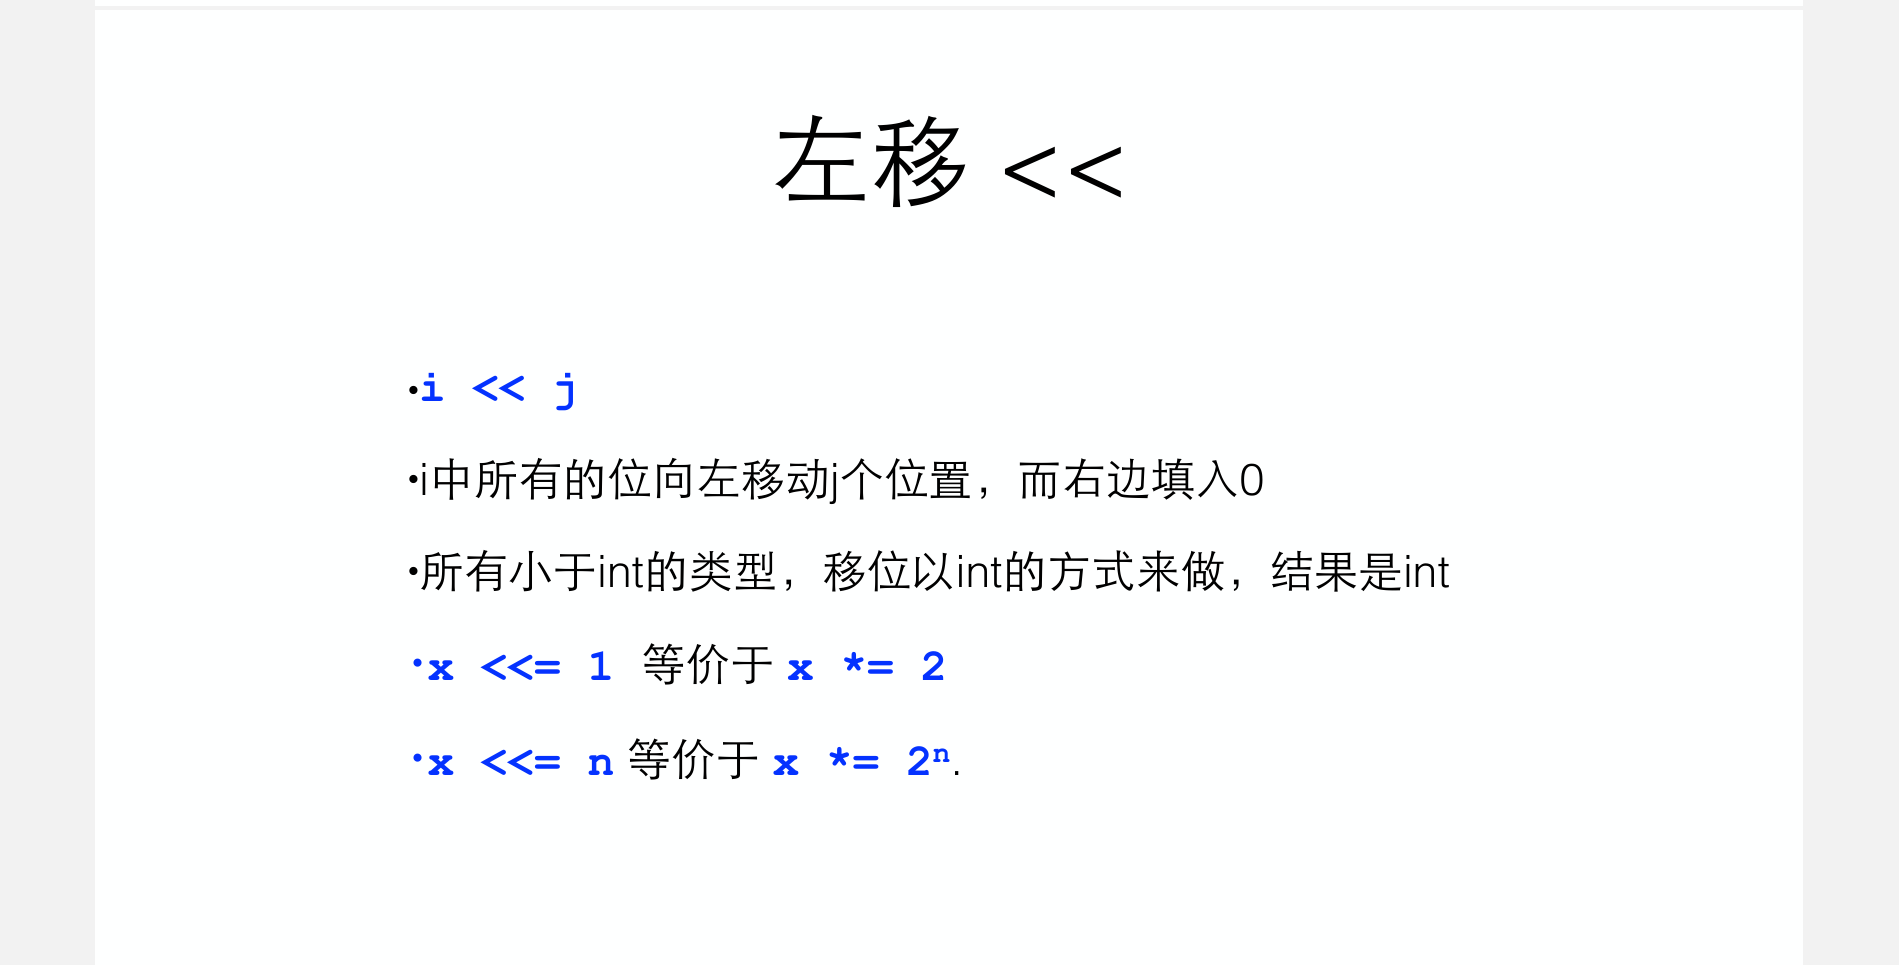 左移 <<
•i << j
•i中所有的位向左移动j个位置，而右边填入0
•所有小于int的类型，移位以int的方式来做，结果是int
•x <<= 1 等价于 x *= 2
•x <<= n 等价于 x *= 2ⁿ.